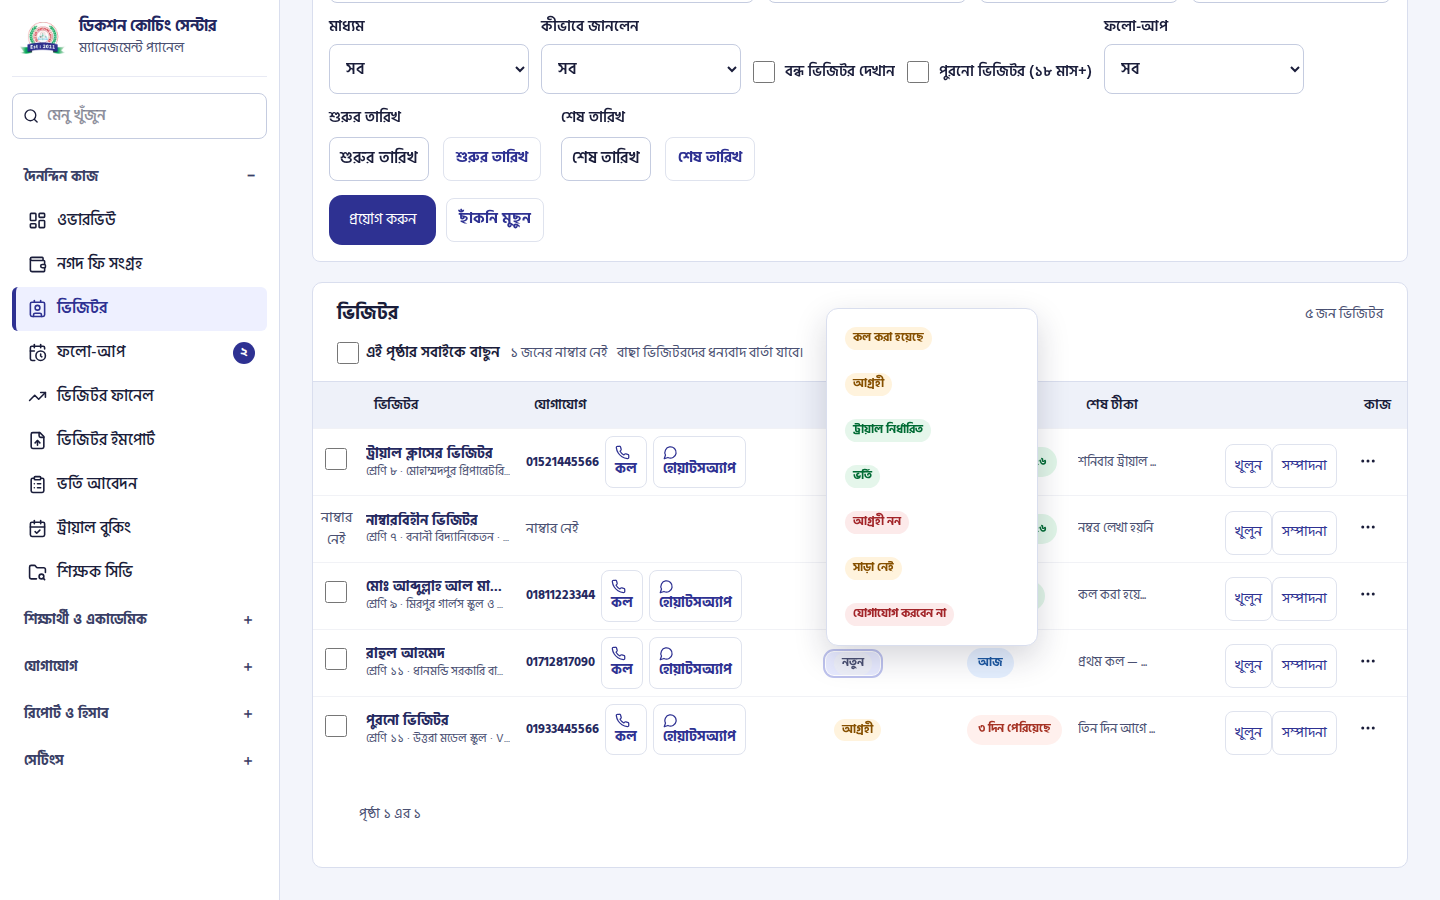 ডিকশন কোচিং সেন্টার
ম্যানেজমেন্ট প্যানেল
Est : 2011
মেনু খুঁজুন
দৈনন্দিন কাজ −
ওভারভিউ
নগদ ফি সংগ্রহ
ভিজিটর
ফলো-আপ ২
ভিজিটর ফানেল
ভিজিটর ইমপোর্ট
ভর্তি আবেদন
ট্রায়াল বুকিং
শিক্ষক সিভি
শিক্ষার্থী ও একাডেমিক +
যোগাযোগ +
রিপোর্ট ও হিসাব +
সেটিংস +
মাধ্যম কীভাবে জানলেন ফলো-আপ
সব সব বন্ধ ভিজিটর দেখান পুরনো ভিজিটর (১৮ মাস+) সব
শুরুর তারিখ শেষ তারিখ
শুরুর তারিখ শুরুর তারিখ শেষ তারিখ শেষ তারিখ
প্রয়োগ করুন ছাঁকনি মুছুন
ভিজিটর ৫ জন ভিজিটর
এই পৃষ্ঠার সবাইকে বাছুন ১ জনের নাম্বার নেই বাছা ভিজিটরদের ধন্যবাদ বার্তা যাবে।
ভিজিটর যোগাযোগ শেষ টীকা কাজ
ট্রায়াল ক্লাসের ভিজিটর
শ্রেণি ৮ · মোহাম্মদপুর প্রিপারেটরি...
01521445566 কল হোয়াটসঅ্যাপ ৬ শনিবার ট্রায়াল ... খুলুন সম্পাদনা ...
নাম্বার নেই
নাম্বারবিহীন ভিজিটর
শ্রেণি ৭ · বনানী বিদ্যানিকেতন · ...
নাম্বার নেই ৬ নম্বর লেখা হয়নি খুলুন সম্পাদনা ...
মোঃ আব্দুল্লাহ আল মা...
শ্রেণি ৯ · মিরপুর গার্লস স্কুল ও ...
01811223344 কল হোয়াটসঅ্যাপ কল করা হয়ে... খুলুন সম্পাদনা ...
রাহুল আহমেদ
শ্রেণি ১১ · ধানমন্ডি সরকারি বা...
01712817090 কল হোয়াটসঅ্যাপ নতুন আজ প্রথম কল — ... খুলুন সম্পাদনা ...
পুরনো ভিজিটর
শ্রেণি ১১ · উত্তরা মডেল স্কুল · V...
01933445566 কল হোয়াটসঅ্যাপ আগ্রহী ৩ দিন পেরিয়েছে তিন দিন আগে ... খুলুন সম্পাদনা ...
কল করা হয়েছে
আগ্রহী
ট্রায়াল নির্ধারিত
ভর্তি
আগ্রহী নন
সাড়া নেই
যোগাযোগ করবেন না
পৃষ্ঠা ১ এর ১